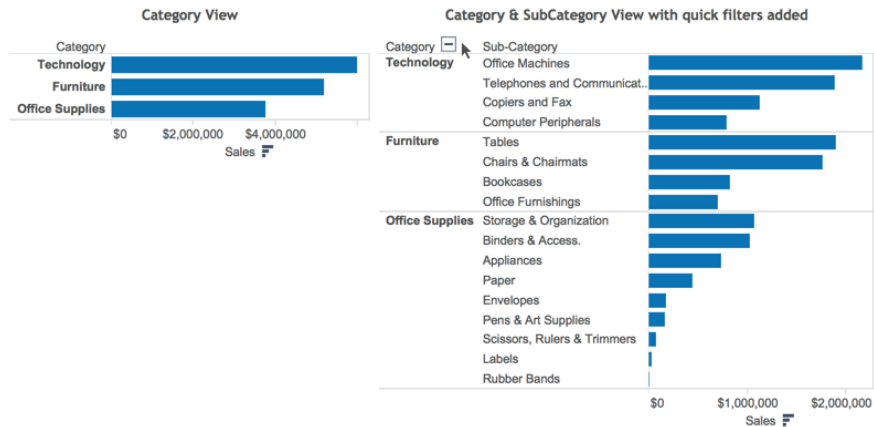 Category View
Category
Technology
Furniture
Office Supplies
$0 $2,000,000 $4,000,000
Sales
Category & SubCategory View with quick filters added
Category Sub-Category
Technology Office Machines
Telephones and Communicat..
Copiers and Fax
Computer Peripherals
Furniture Tables
Chairs & Chairmats
Bookcases
Office Furnishings
Office Supplies Storage & Organization
Binders & Access.
Appliances
Paper
Envelopes
Pens & Art Supplies
Scissors, Rulers & Trimmers
Labels
Rubber Bands
$0 $1,000,000 $2,000,000
Sales